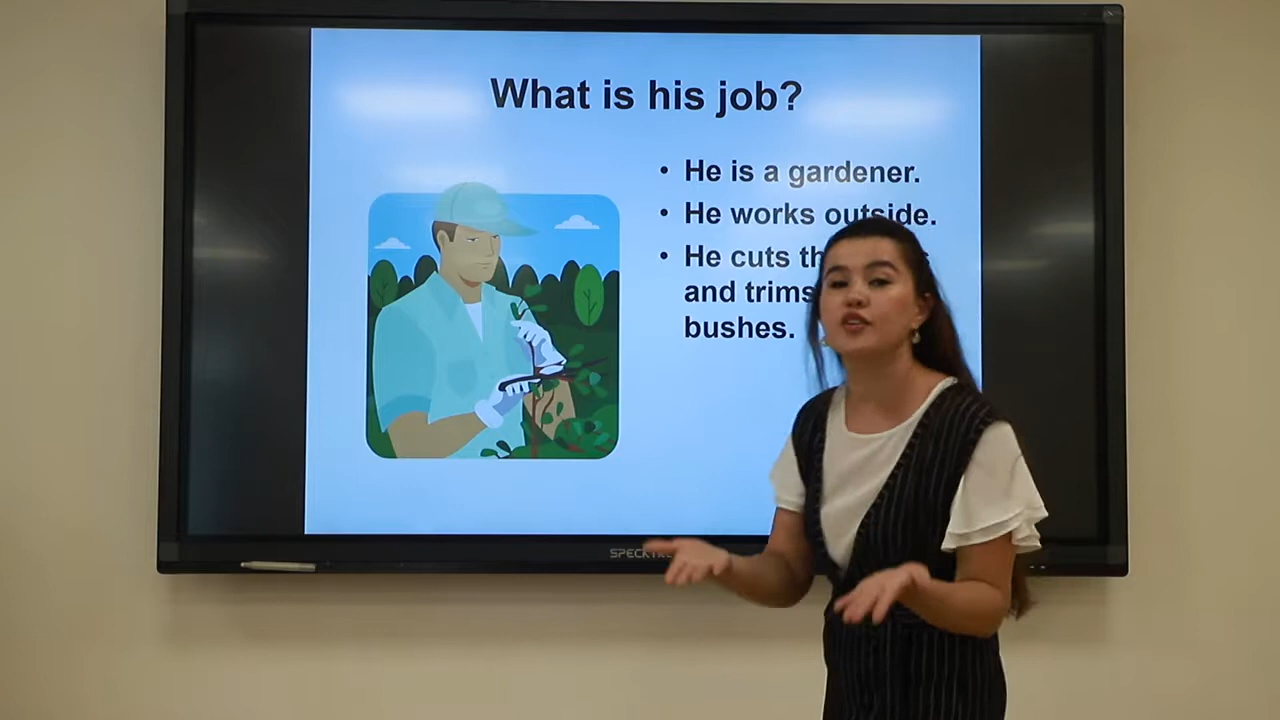 What is his job?
• He is a gardener.
• He works outside.
• He cuts
and trims
bushes.